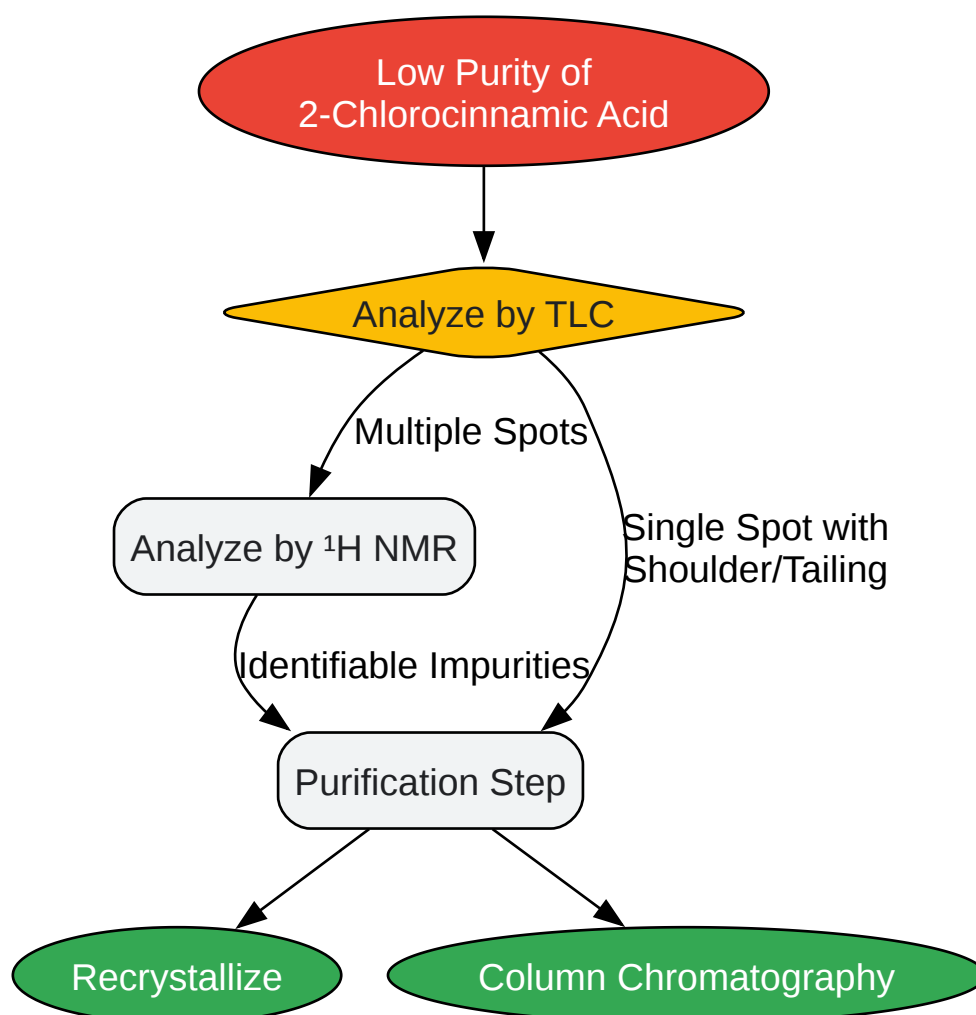 Low Purity of
2-Chlorocinnamic Acid
Analyze by TLC
Multiple Spots
Single Spot with
Shoulder/Tailing
Analyze by ¹H NMR
Identifiable Impurities
Purification Step
Recrystallize
Column Chromatography